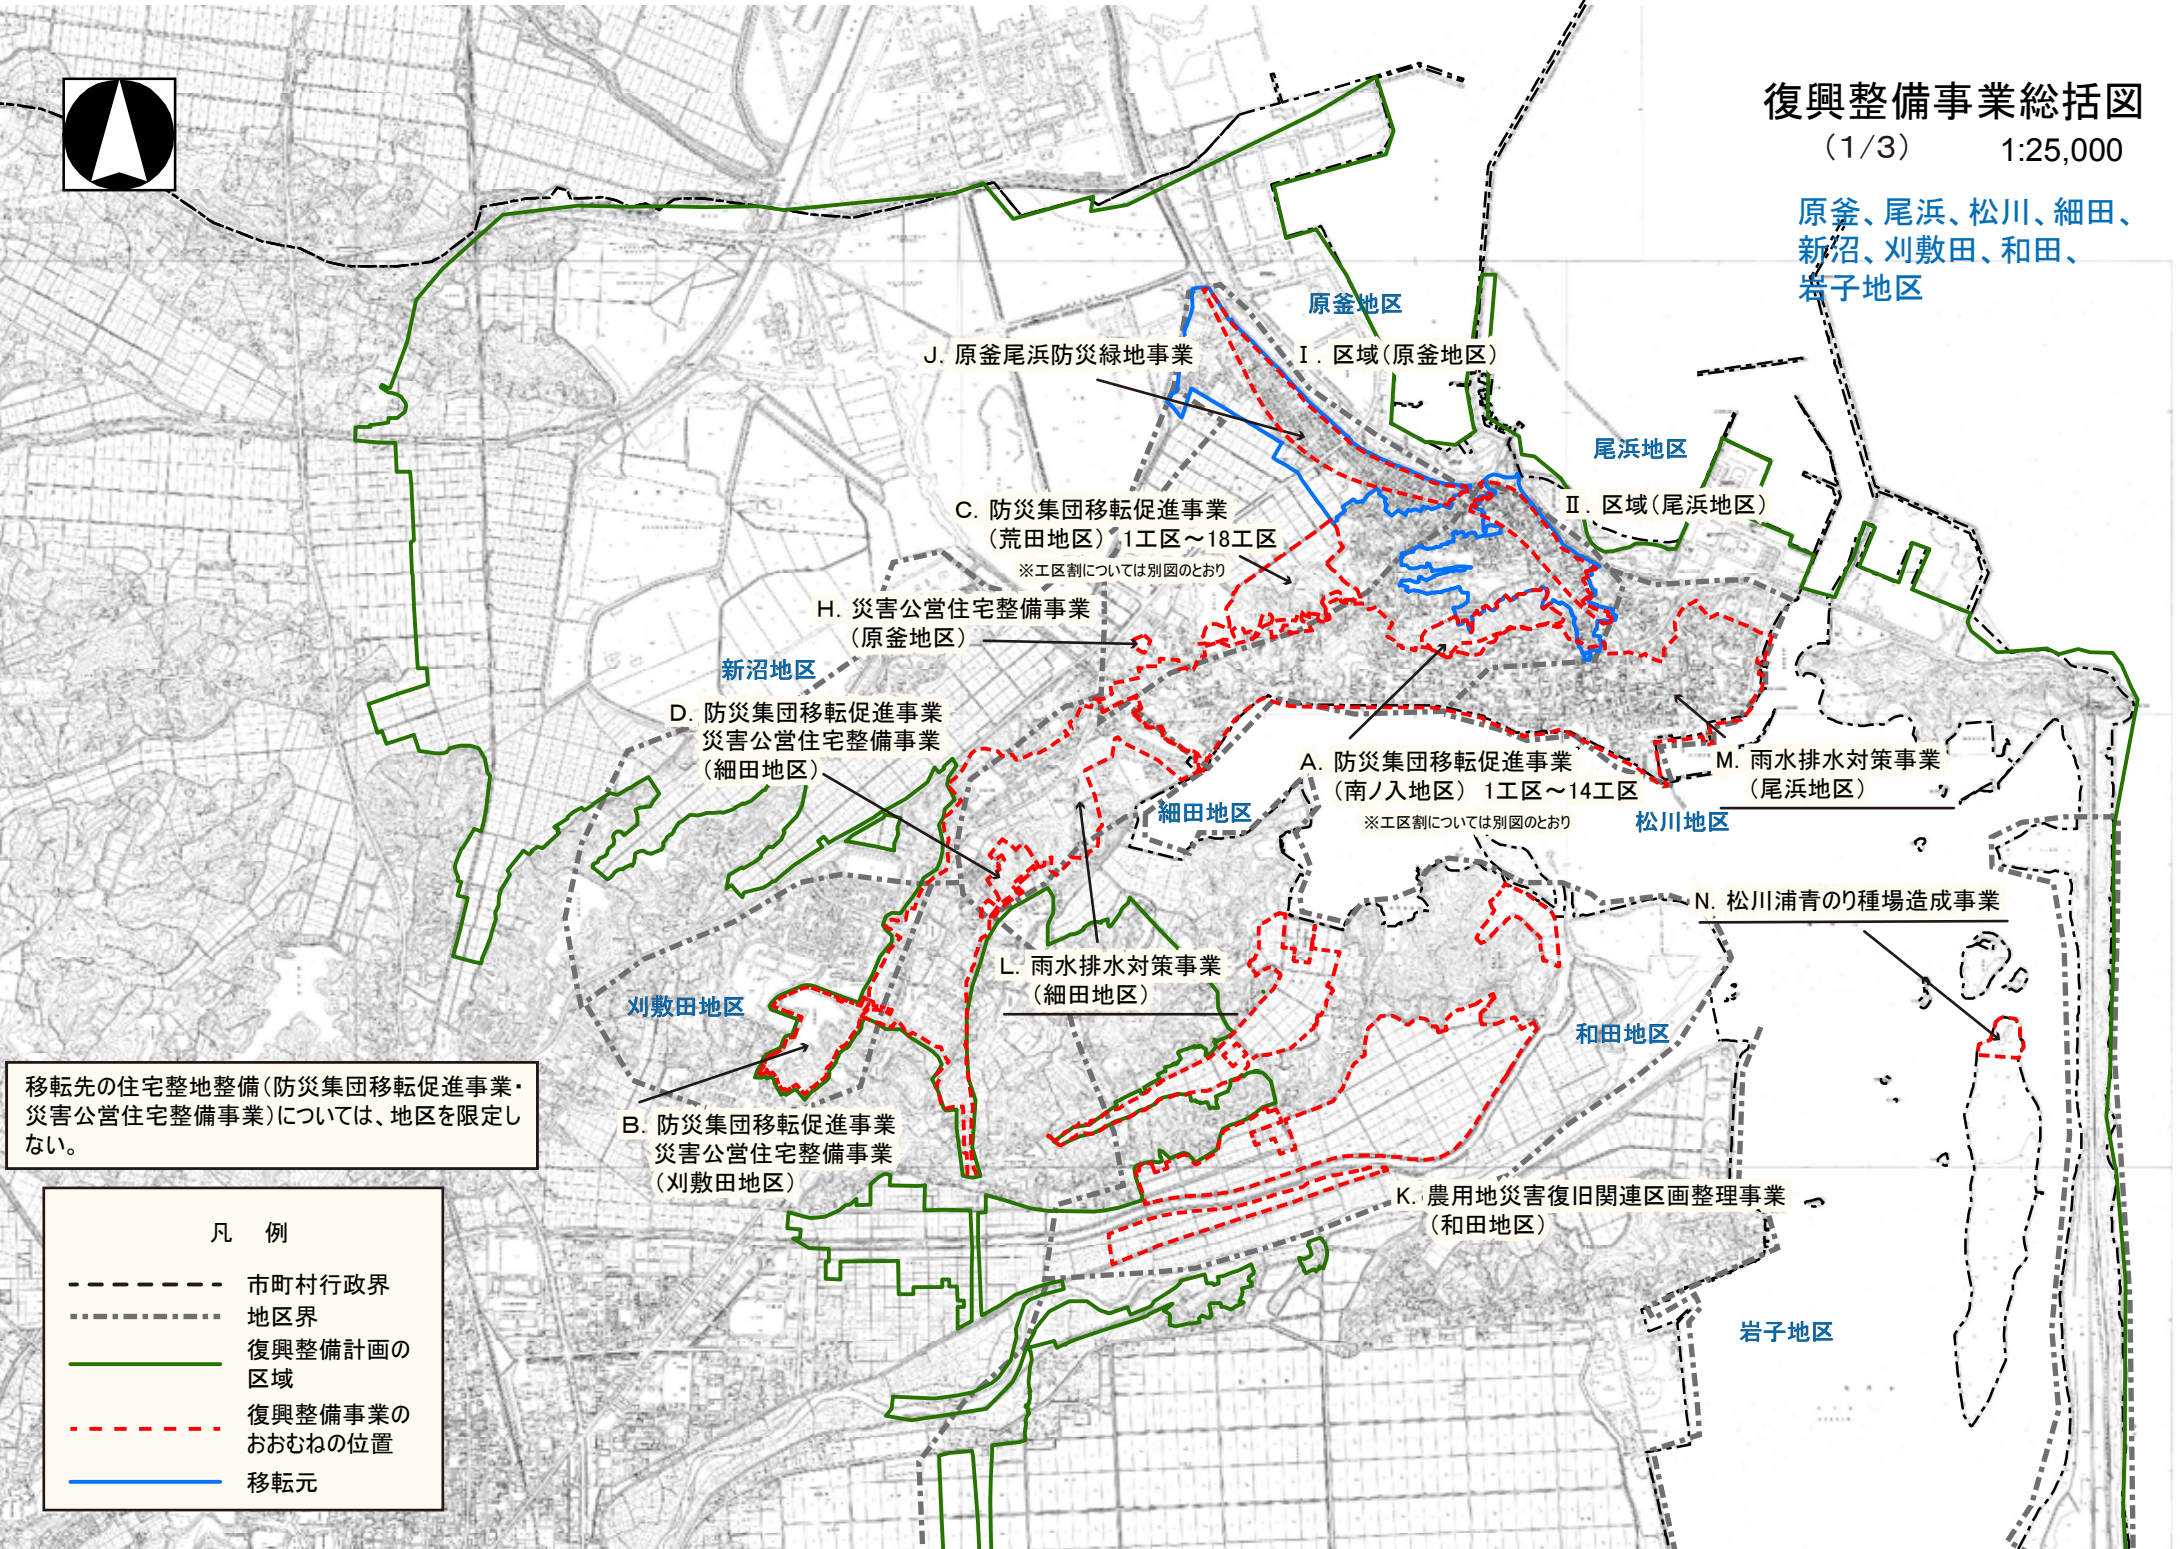 復興整備事業総括図
（1/3） 1:25,000
原釜、尾浜、松川、細田、
新沼、刈敷田、和田、
岩子地区
原釜地区
J. 原釜尾浜防災緑地事業
Ⅰ. 区域（原釜地区）
尾浜地区
Ⅱ. 区域（尾浜地区）
C. 防災集団移転促進事業
（荒田地区） 1工区～18工区
※工区割については別図のとおり
H. 災害公営住宅整備事業
（原釜地区）
新沼地区
D. 防災集団移転促進事業
災害公営住宅整備事業
（細田地区）
A. 防災集団移転促進事業
（南ノ入地区） 1工区～14工区
※工区割については別図のとおり
M. 雨水排水対策事業
（尾浜地区）
細田地区
松川地区
N. 松川浦青のり種場造成事業
L. 雨水排水対策事業
（細田地区）
刈敷田地区
和田地区
移転先の住宅整地整備（防災集団移転促進事業・
災害公営住宅整備事業）については、地区を限定し
ない。
B. 防災集団移転促進事業
災害公営住宅整備事業
（刈敷田地区）
K. 農用地災害復旧関連区画整理事業
（和田地区）
岩子地区
凡 例
市町村行政界
地区界
復興整備計画の
区域
復興整備事業の
おおむねの位置
移転元